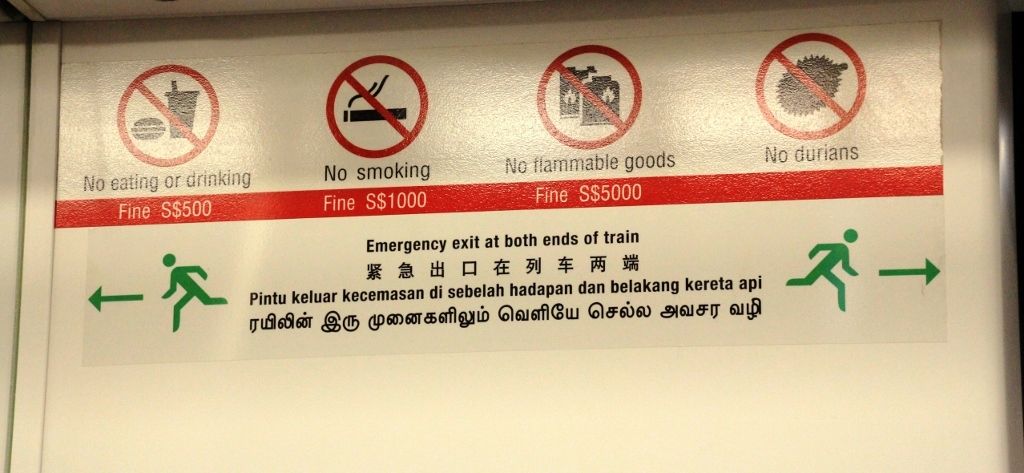 No eating or drinking
No smoking
No flammable goods
No durians
Fine S$500
Fine S$1000
Fine S$5000
Emergency exit at both ends of train
紧急出口在列车两端
Pintu keluar kecemasan di sebelah hadapan dan belakang kereta api
ரயிலின் இரு முனைகளிலும் வெளியே செல்ல அவசர வழி